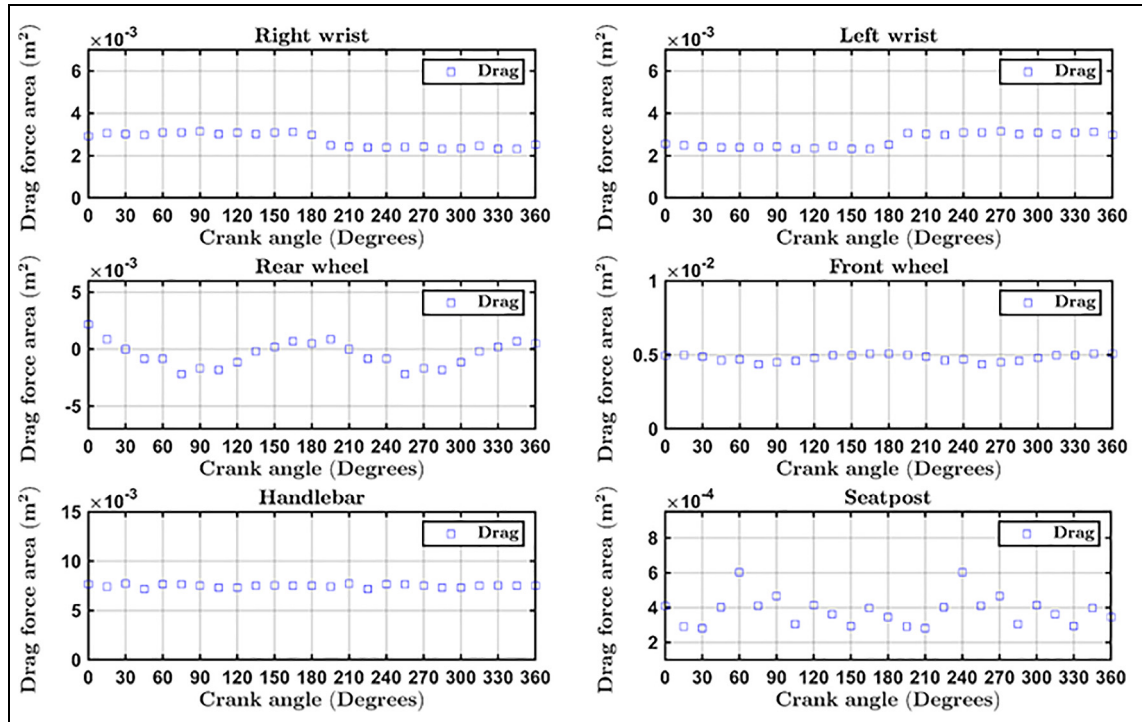 Right wrist
×10⁻³
Drag force area (m²)
6
4
2
0
Drag
0 30 60 90 120 150 180 210 240 270 300 330 360
Crank angle (Degrees)
Left wrist
×10⁻³
Drag force area (m²)
6
4
2
0
Drag
0 30 60 90 120 150 180 210 240 270 300 330 360
Crank angle (Degrees)
Rear wheel
×10⁻³
Drag force area (m²)
5
0
-5
Drag
0 30 60 90 120 150 180 210 240 270 300 330 360
Crank angle (Degrees)
Front wheel
×10⁻²
Drag force area (m²)
1
0.5
0
Drag
0 30 60 90 120 150 180 210 240 270 300 330 360
Crank angle (Degrees)
Handlebar
×10⁻³
Drag force area (m²)
15
10
5
0
Drag
0 30 60 90 120 150 180 210 240 270 300 330 360
Crank angle (Degrees)
Seatpost
×10⁻⁴
Drag force area (m²)
8
6
4
2
Drag
0 30 60 90 120 150 180 210 240 270 300 330 360
Crank angle (Degrees)